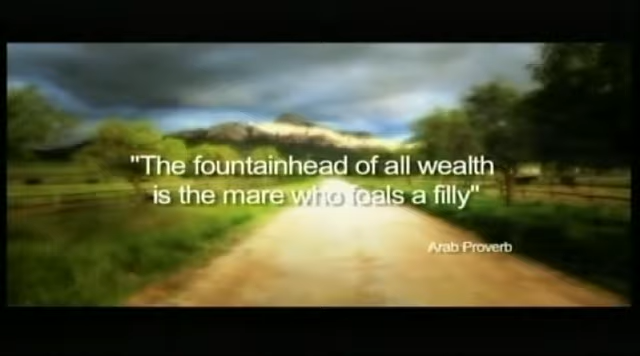 "The fountainhead of all wealth
is the mare who foals a filly"
Arab Proverb